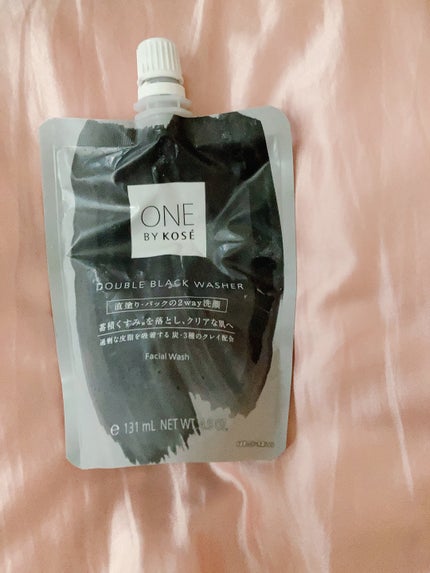 ONE
BY KOSÉ
DOUBLE BLACK WASHER
直塗り・パックの2way洗顔
蓄積くすみ※を落とし、クリアな肌へ
過剰な皮脂を吸着する 炭・3種のクレイ配合
Facial Wash
℮ 131 mL NET WT.